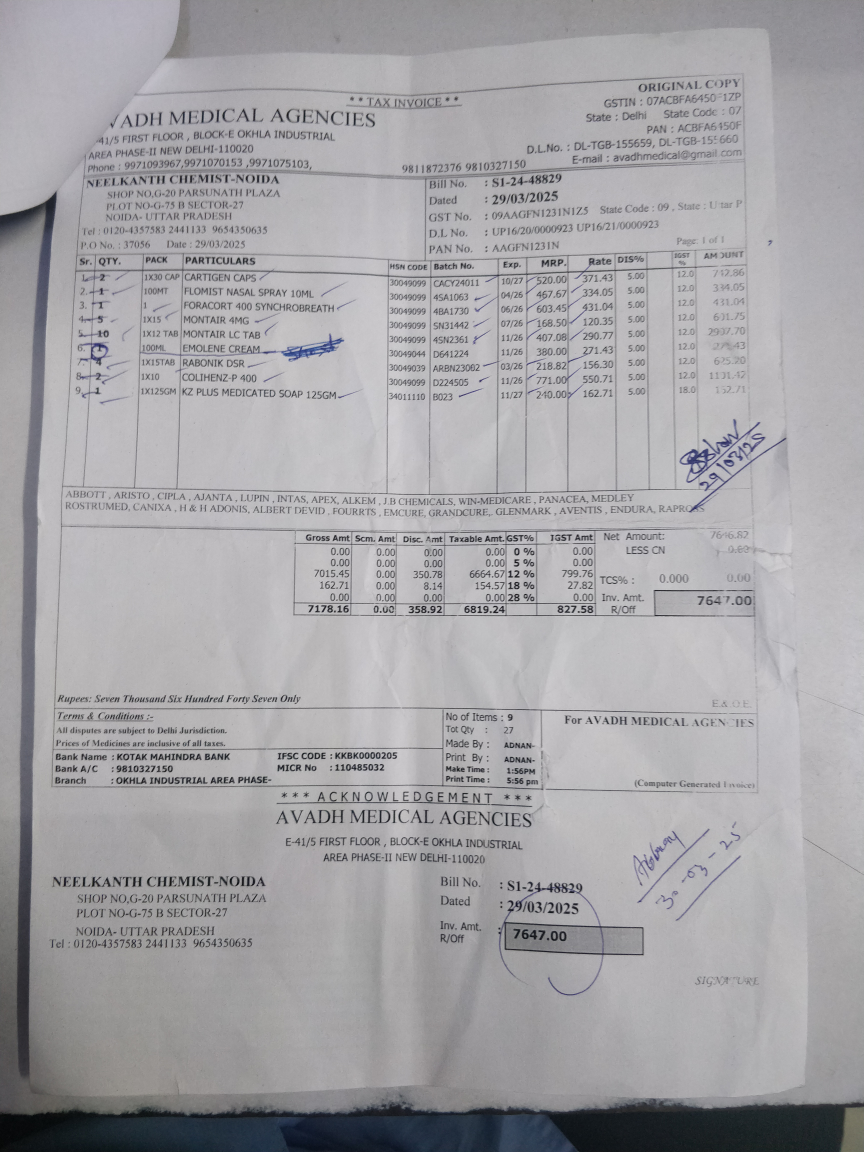 ORIGINAL COPY
** TAX INVOICE **
GSTIN : 07ACBFA6450F1ZP
AVADH MEDICAL AGENCIES
State : Delhi State Code : 07
-41/5 FIRST FLOOR , BLOCK-E OKHLA INDUSTRIAL
PAN : ACBFA6450F
AREA PHASE-II NEW DELHI-110020
D.L.No. : DL-TGB-155659, DL-TGB-155660
Phone : 9971093967,9971070153 ,9971075103, 9811872376 9810327150
E-mail : avadhmedical@gmail.com
NEELKANTH CHEMIST-NOIDA
SHOP NO,G-20 PARSUNATH PLAZA
PLOT NO-G-75 B SECTOR-27
NOIDA- UTTAR PRADESH
Tel : 0120-4357583 2441133 9654350635
P.O No. : 37056 Date : 29/03/2025
Bill No. : S1-24-48829
Dated : 29/03/2025
GST No. : 09AAGFN1231N1Z5 State Code : 09 , State : Uttar P
D.L No. : UP16/20/0000923 UP16/21/0000923
PAN No. : AAGFN1231N
Page: 1 of 1
Sr. QTY. PACK PARTICULARS HSN CODE Batch No. Exp. MRP. Rate DIS% IGST % AMOUNT
1. 2 1X30 CAP CARTIGEN CAPS 30049099 CACY24011 10/27 520.00 371.43 5.00 12.0 742.86
2. 1 100MT FLOMIST NASAL SPRAY 10ML 30049099 4SA1063 04/26 467.67 334.05 5.00 12.0 334.05
3. 1 1 FORACORT 400 SYNCHROBREATH 30049099 4BA1730 06/26 603.45 431.04 5.00 12.0 431.04
4. 5 1X15 MONTAIR 4MG 30049099 SN31442 07/26 168.50 120.35 5.00 12.0 601.75
5. 10 1X12 TAB MONTAIR LC TAB 30049099 4SN2361 11/26 407.08 290.77 5.00 12.0 2907.70
6. 1 100ML EMOLENE CREAM 30049044 D641224 11/26 380.00 271.43 5.00 12.0 271.43
7. 4 1X15TAB RABONIK DSR 30049039 ARBN23062 03/26 218.82 156.30 5.00 12.0 625.20
8. 2 1X10 COLIHENZ-P 400 30049099 D224505 11/26 771.00 550.71 5.00 12.0 1101.42
9. 1 1X125GM KZ PLUS MEDICATED SOAP 125GM 34011110 B023 11/27 240.00 162.71 5.00 18.0 162.71
29/03/25
ABBOTT , ARISTO , CIPLA , AJANTA , LUPIN , INTAS, APEX, ALKEM , J.B CHEMICALS, WIN-MEDICARE , PANACEA, MEDLEY
ROSTRUMED, CANIXA , H & H ADONIS, ALBERT DEVID , FOURRTS , EMCURE, GRANDCURE,. GLENMARK , AVENTIS , ENDURA, RAPROSS
Gross Amt Scm. Amt Disc. Amt Taxable Amt. GST% IGST Amt
0.00 0.00 0.00 0.00 0 % 0.00
0.00 0.00 0.00 0.00 5 % 0.00
7015.45 0.00 350.78 6664.67 12 % 799.76
162.71 0.00 8.14 154.57 18 % 27.82
0.00 0.00 0.00 0.00 28 % 0.00
7178.16 0.00 358.92 6819.24 827.58
Net Amount: 7646.82
LESS CN 0.00
TCS% : 0.000 0.00
Inv. Amt. 7647.00
R/Off
Rupees: Seven Thousand Six Hundred Forty Seven Only
E.& O.E.
Terms & Conditions :-
All disputes are subject to Delhi Jurisdiction.
Prices of Medicines are inclusive of all taxes.
Bank Name : KOTAK MAHINDRA BANK IFSC CODE : KKBK0000205
Bank A/C : 9810327150 MICR No : 110485032
Branch : OKHLA INDUSTRIAL AREA PHASE-
No of Items : 9
Tot Qty : 27
Made By : ADNAN-
Print By : ADNAN-
Make Time : 1:56PM
Print Time : 5:56 pm
For AVADH MEDICAL AGENCIES
(Computer Generated Invoice)
*** ACKNOWLEDGEMENT ***
AVADH MEDICAL AGENCIES
E-41/5 FIRST FLOOR , BLOCK-E OKHLA INDUSTRIAL
AREA PHASE-II NEW DELHI-110020
30-03-25
NEELKANTH CHEMIST-NOIDA
SHOP NO,G-20 PARSUNATH PLAZA
PLOT NO-G-75 B SECTOR-27
NOIDA- UTTAR PRADESH
Tel : 0120-4357583 2441133 9654350635
Bill No. : S1-24-48829
Dated : 29/03/2025
Inv. Amt. : 7647.00
R/Off
SIGNATURE